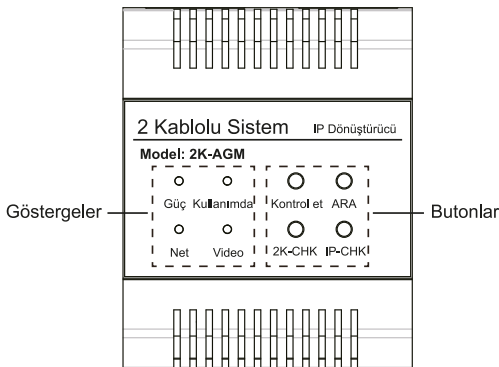 2 Kablolu Sistem IP Dönüştürücü
Model: 2K-AGM
Göstergeler
Güç Kullanımda
Net Video
Kontrol et ARA
2K-CHK IP-CHK
Butonlar